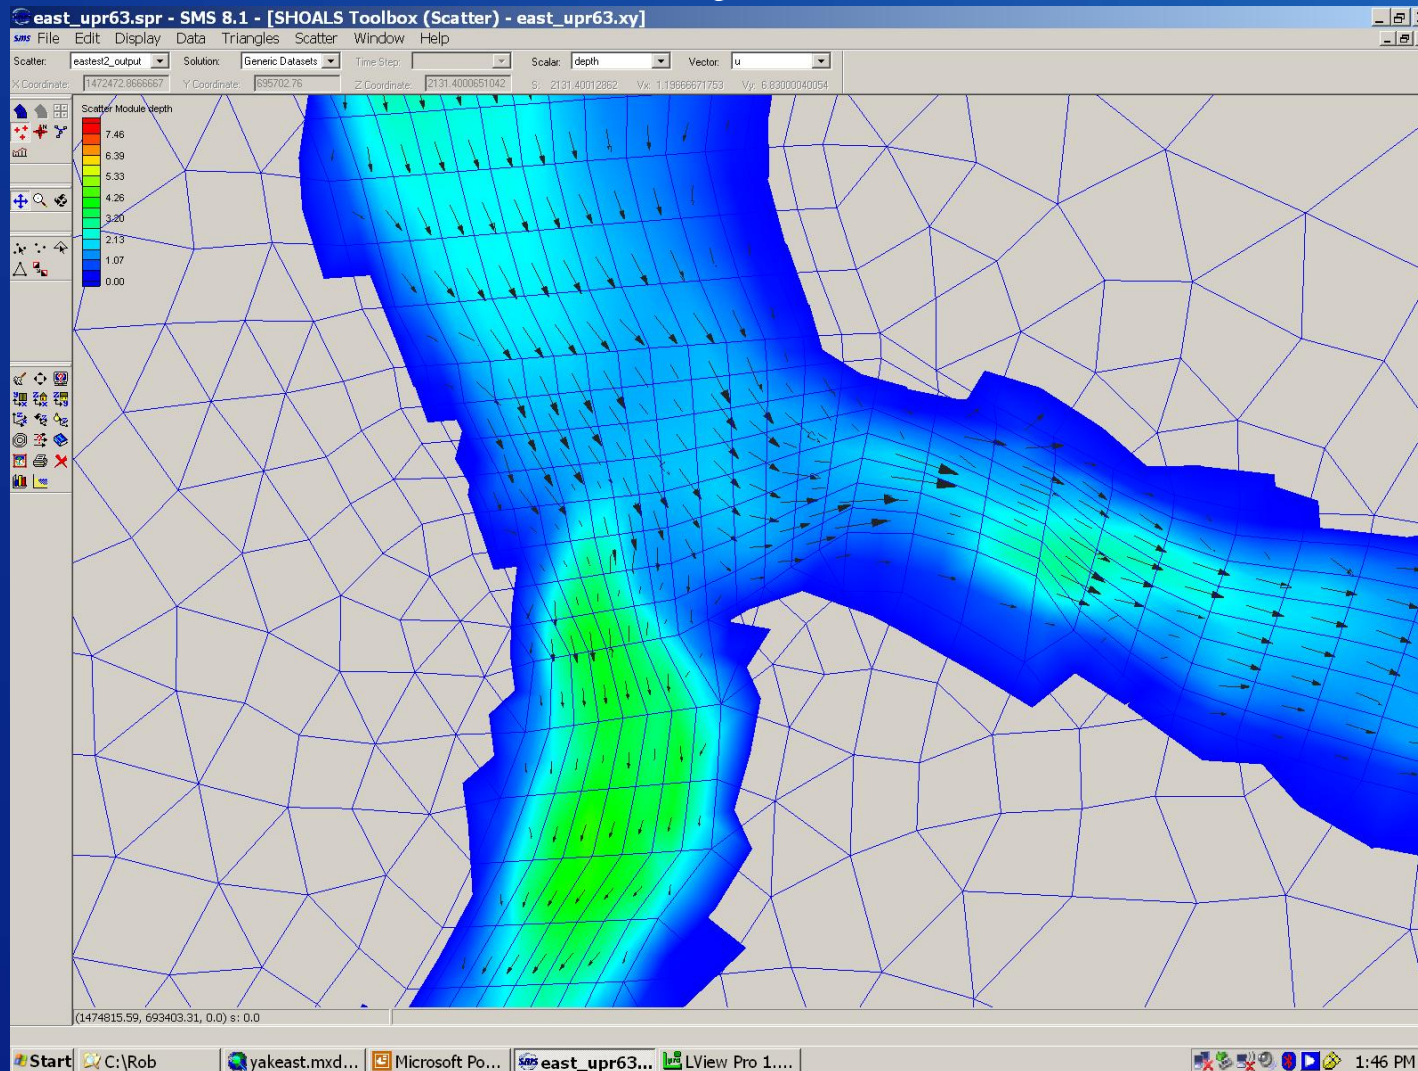 east_upr63.spr - SMS 8.1 - [SHOALS Toolbox (Scatter) - east_upr63.xy]
sms File Edit Display Data Triangles Scatter Window Help
Scatter: eastest2_output Solution: Generic Datasets Time Step: Scalar: depth Vector: u
X Coordinate: 1472472.8666667 Y Coordinate: 695702.76 Z Coordinate: 2131.4000651042 S: 2131.40012862 Vx: 1.19666671753 Vy: 6.83000040054
Scatter Module depth
7.46
6.39
5.33
4.26
3.20
2.13
1.07
0.00
(1474815.59, 693403.31, 0.0) s: 0.0
Start C:\Rob yakeast.mxd... Microsoft Po... sms east_upr63... LView Pro 1.... 1:46 PM